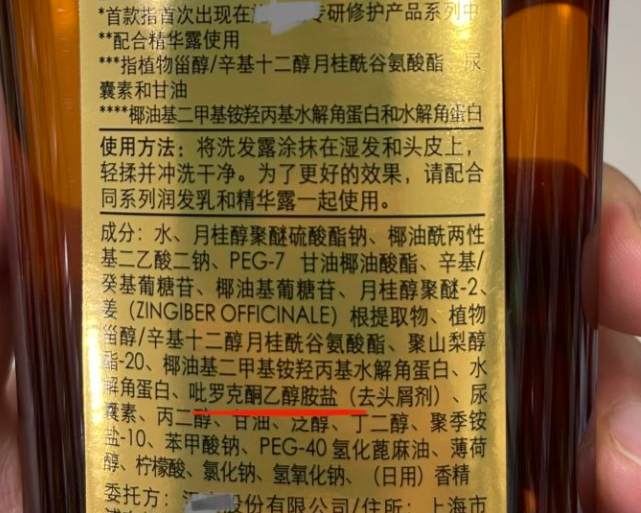 *首款指首次出现在 专研修护产品系列中
**配合精华露使用
***指植物甾醇/辛基十二醇月桂酰谷氨酸酯、尿
囊素和甘油
****椰油基二甲基铵羟丙基水解角蛋白和水解角蛋白
使用方法：将洗发露涂抹在湿发和头皮上，
轻揉并冲洗干净。为了更好的效果，请配合
同系列润发乳和精华露一起使用。
成分：水、月桂醇聚醚硫酸酯钠、椰油酰两性
基二乙酸二钠、PEG-7 甘油椰油酸酯、辛基/
癸基葡糖苷、椰油基葡糖苷、月桂醇聚醚-2、
姜（ZINGIBER OFFICINALE）根提取物、植物
甾醇/辛基十二醇月桂酰谷氨酸酯、聚山梨醇
酯-20、椰油基二甲基铵羟丙基水解角蛋白、水
解角蛋白、吡罗克酮乙醇胺盐（去头屑剂）、尿
囊素、丙二醇、甘油、泛醇、丁二醇、聚季铵
盐-10、苯甲酸钠、PEG-40 氢化蓖麻油、薄荷
醇、柠檬酸、氯化钠、氢氧化钠、（日用）香精
委托方： 股份有限公司/住所：上海市